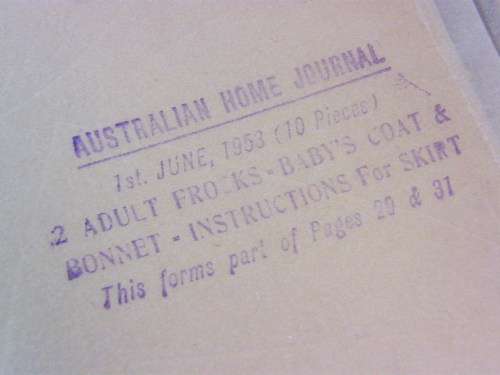 AUSTRALIAN HOME JOURNAL
1st. JUNE, 1953 (10 Pieces)
2 ADULT FROCKS - BABY'S COAT &
BONNET - INSTRUCTIONS For SKIRT
This forms part of Pages 29 & 31